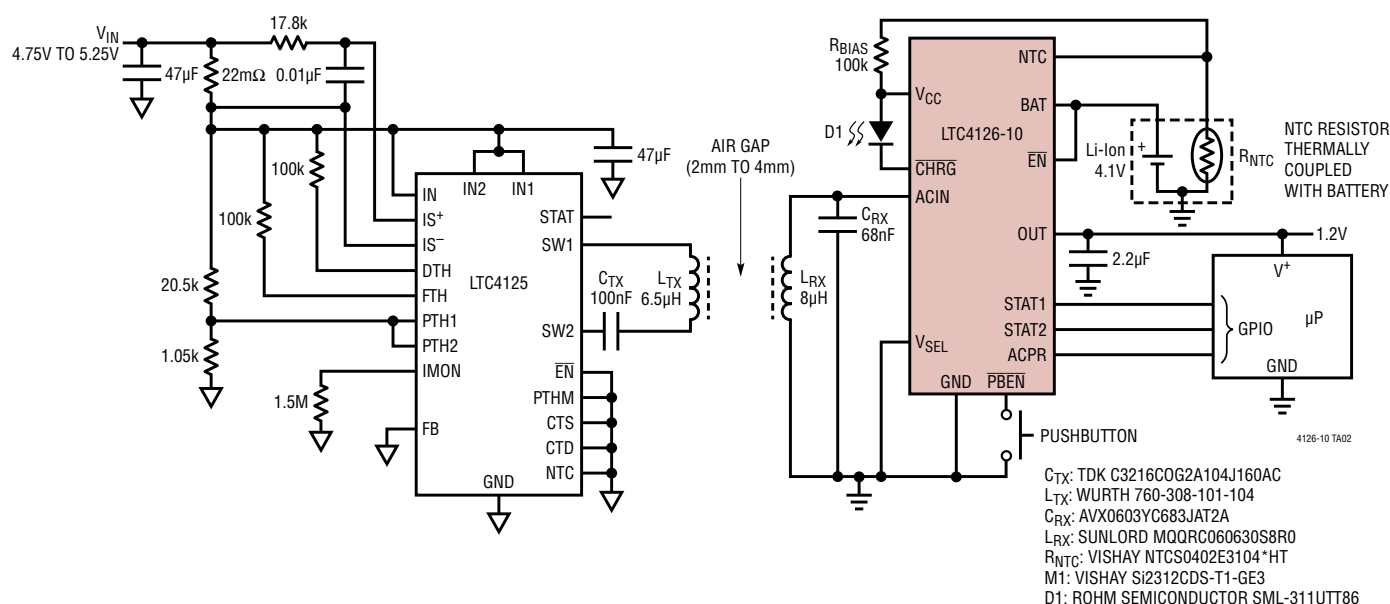 VIN
4.75V TO 5.25V
47µF
22mΩ
17.8k
0.01µF
100k
100k
47µF
20.5k
1.05k
1.5M
IN2
IN1
IN
IS+
IS−
DTH
FTH
PTH1
PTH2
IMON
FB
GND
LTC4125
STAT
SW1
SW2
EN
PTHM
CTS
CTD
NTC
CTX
100nF
LTX
6.5µH
AIR GAP
(2mm TO 4mm)
LRX
8µH
CRX
68nF
RBIAS
100k
D1
VCC
CHRG
ACIN
VSEL
LTC4126-10
GND
PBEN
NTC
BAT
EN
OUT
STAT1
STAT2
ACPR
Li-Ion
4.1V
+
RNTC
NTC RESISTOR
THERMALLY
COUPLED
WITH BATTERY
1.2V
2.2µF
V+
GPIO
µP
GND
PUSHBUTTON
4126-10 TA02
CTX: TDK C3216COG2A104J160AC
LTX: WURTH 760-308-101-104
CRX: AVX0603YC683JAT2A
LRX: SUNLORD MQQRC060630S8R0
RNTC: VISHAY NTCS0402E3104*HT
M1: VISHAY Si2312CDS-T1-GE3
D1: ROHM SEMICONDUCTOR SML-311UTT86